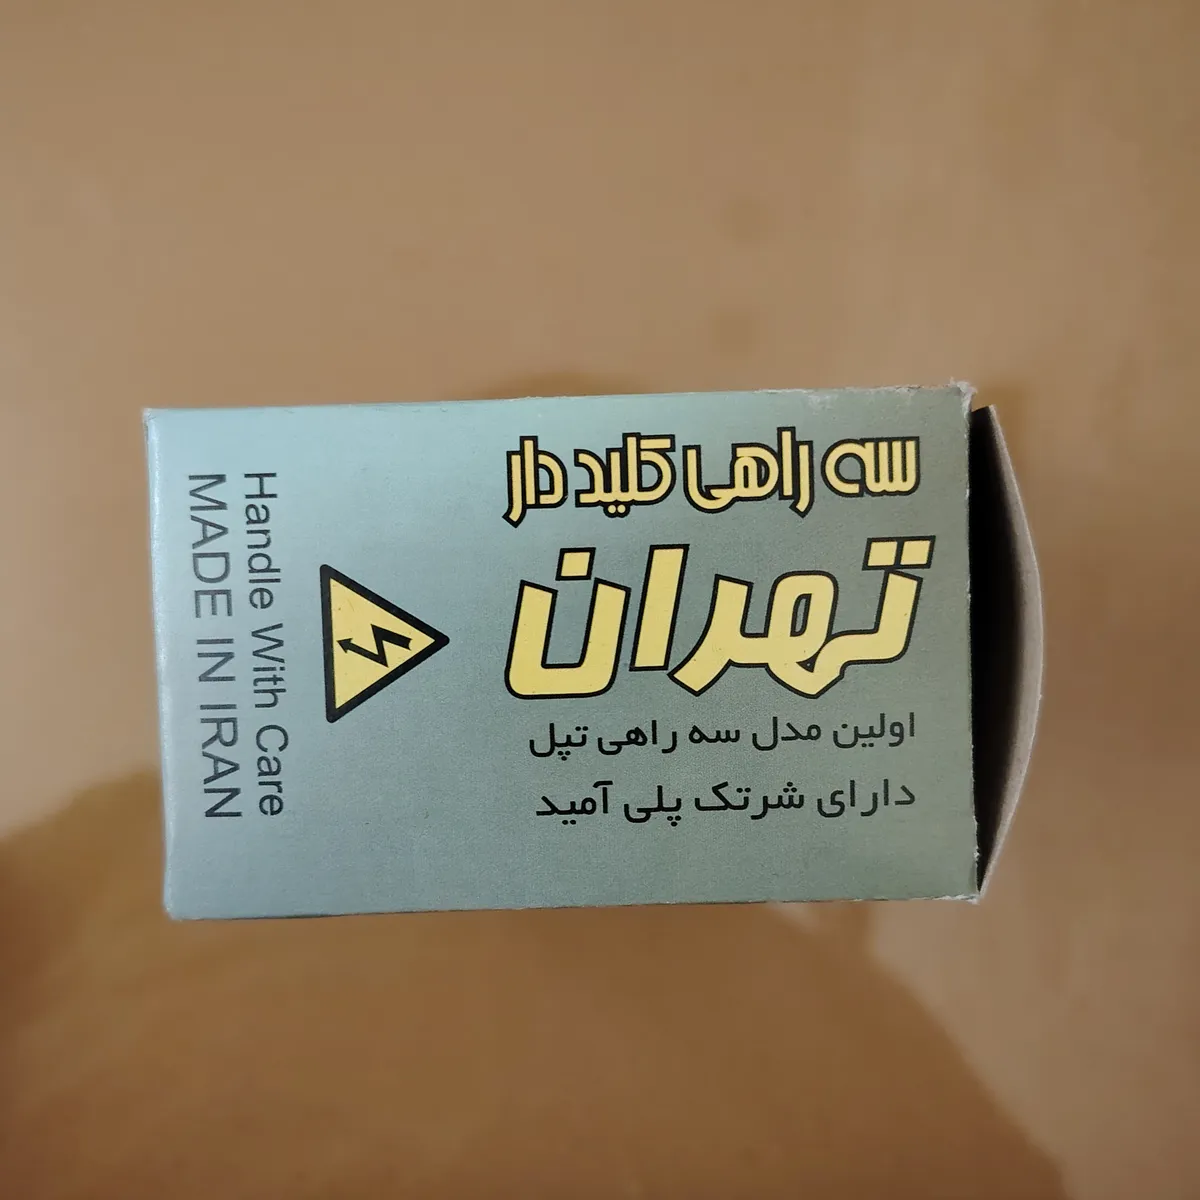 سه راهی کلید دار
تهران
اولین مدل سه راهی تپل
دارای شرتک پلی آمید
Handle With Care
MADE IN IRAN